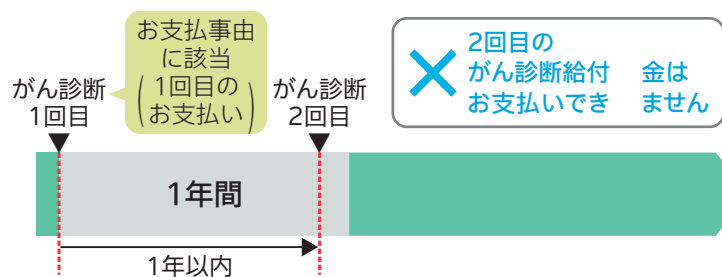 お支払事由
に該当
(1回目の
お支払い)
がん診断
1回目
がん診断
2回目
2回目の
がん診断給付 金は
お支払いでき ません
1年間
1年以内